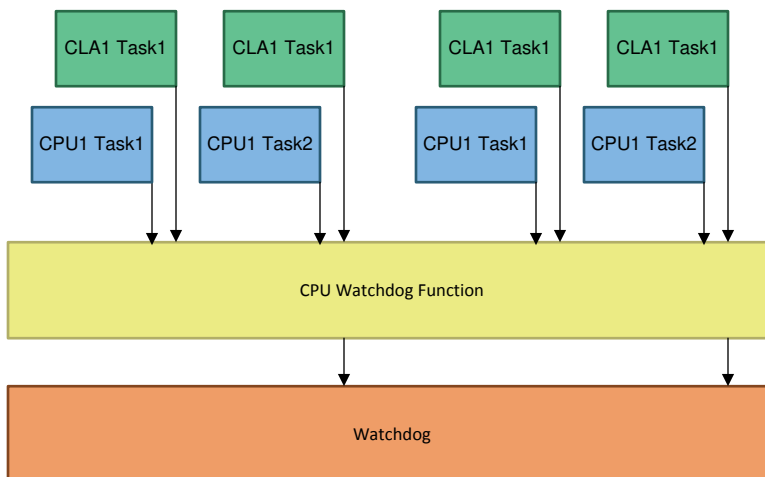 CLA1 Task1
CLA1 Task1
CLA1 Task1
CLA1 Task1
CPU1 Task1
CPU1 Task2
CPU1 Task1
CPU1 Task2
CPU Watchdog Function
Watchdog